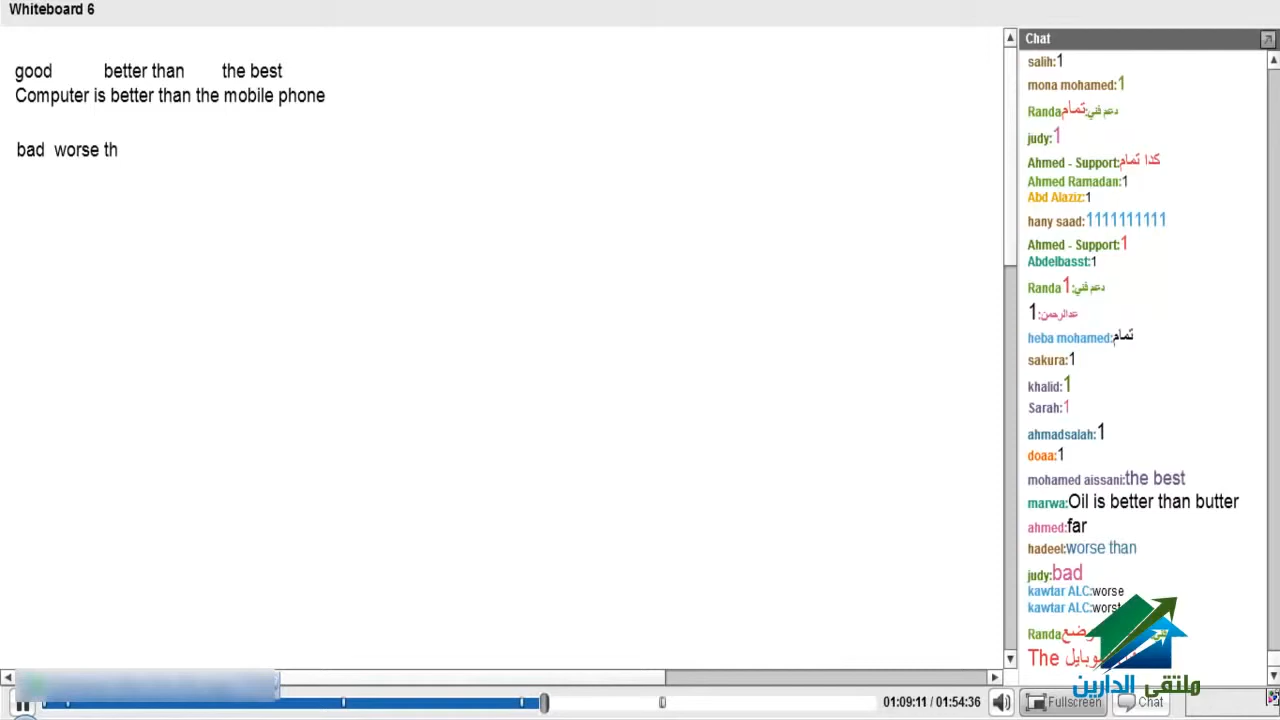 Whiteboard 6
good better than the best
Computer is better than the mobile phone
bad worse th
Chat
salih:1
mona mohamed:1
Randa دعم فني:تمام
judy:1
Ahmed - Support:كدا تمام
Ahmed Ramadan:1
Abd Alaziz:1
hany saad:1111111111
Ahmed - Support:1
Abdelbasst:1
Randa دعم فني:1
عدالرحمن:1
heba mohamed:تمام
sakura:1
khalid:1
Sarah:1
ahmadsalah:1
doaa:1
mohamed aissani:the best
marwa:Oil is better than butter
ahmed:far
hadeel:worse than
judy:bad
kawtar ALC:worse
kawtar ALC:worst
Randa
The
ملتقى الدارين
01:09:11 / 01:54:36
Fullscreen
Chat